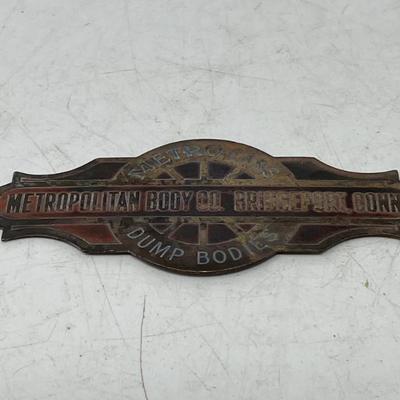 METROPOLITAN BODY CO. BRIDGEPORT, CONN
DUMP BODIES